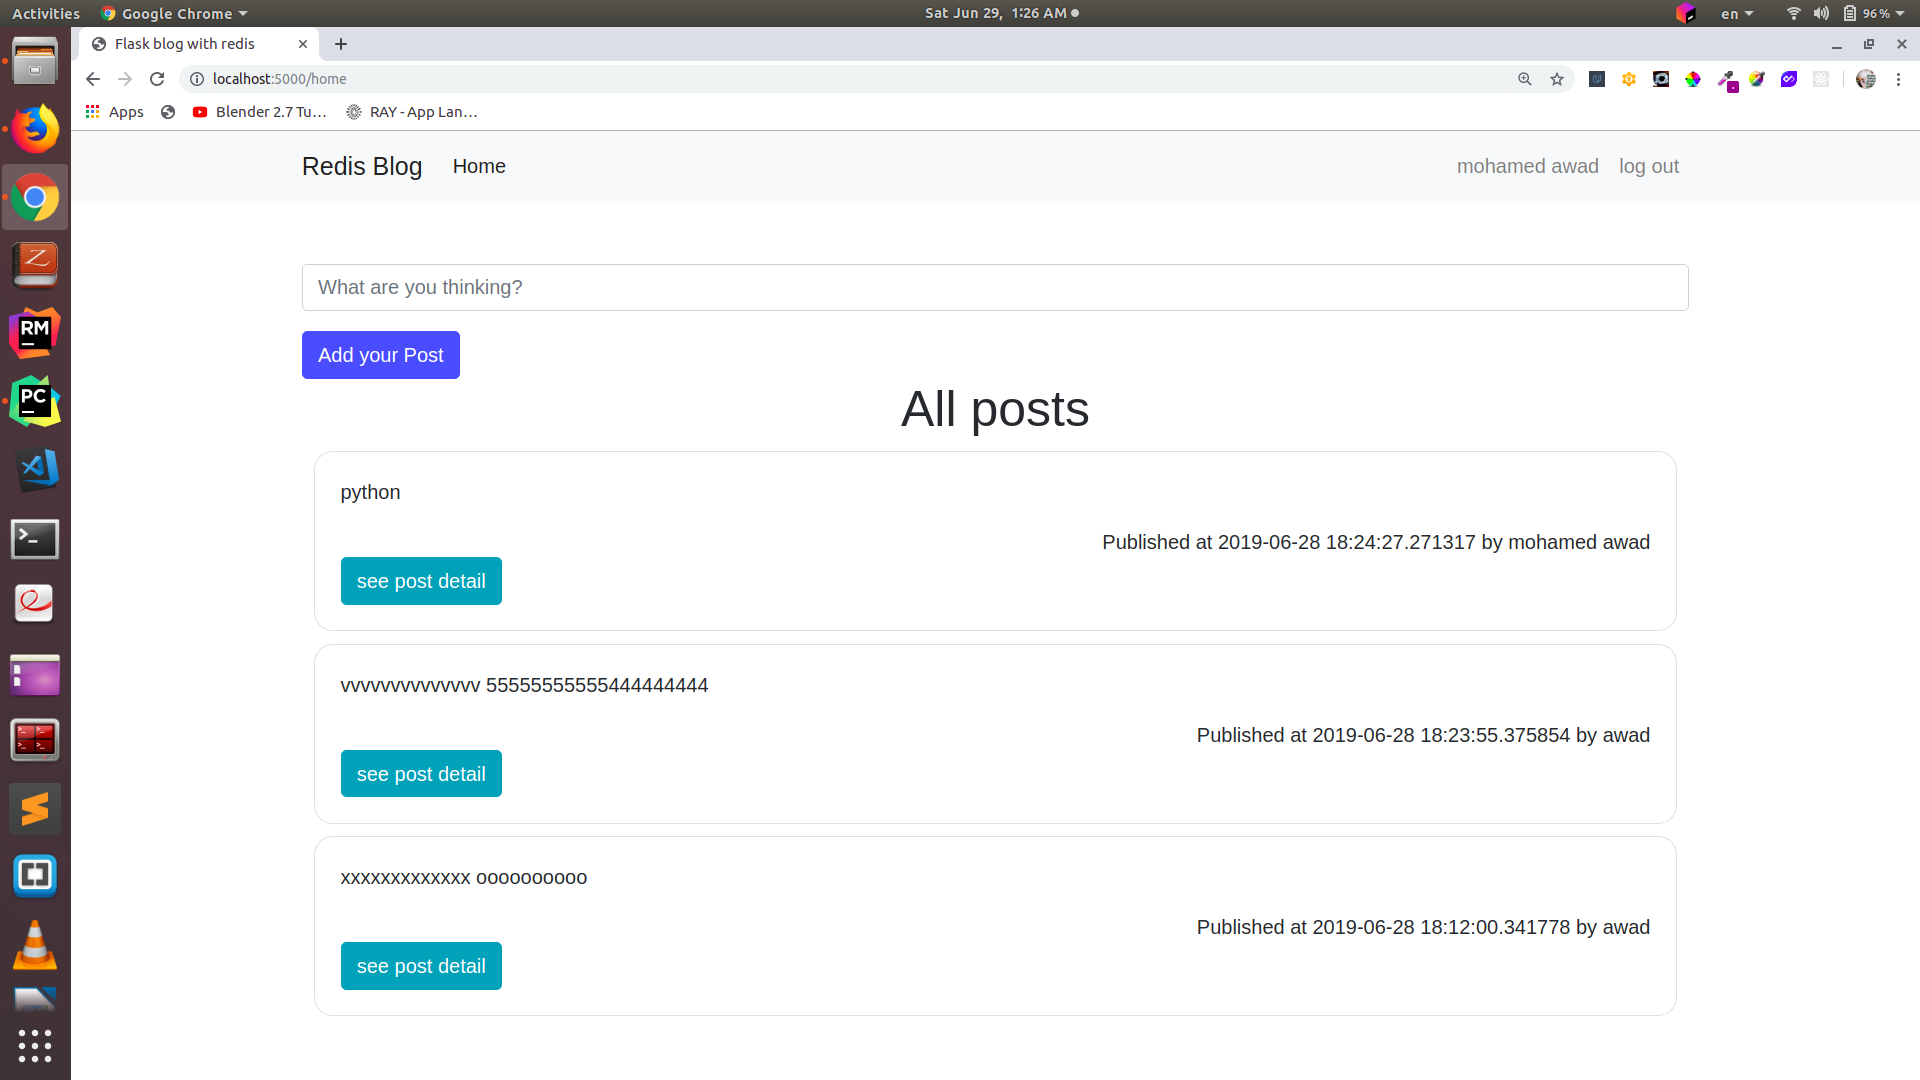 Activities Google Chrome Sat Jun 29, 1:26 AM en 96%
Flask blog with redis
localhost:5000/home
Apps Blender 2.7 Tu... RAY - App Lan...
Redis Blog Home mohamed awad log out
What are you thinking?
Add your Post
All posts
python
Published at 2019-06-28 18:24:27.271317 by mohamed awad
see post detail
vvvvvvvvvvvvvv 55555555555444444444
Published at 2019-06-28 18:23:55.375854 by awad
see post detail
xxxxxxxxxxxxx oooooooooo
Published at 2019-06-28 18:12:00.341778 by awad
see post detail
RM
PC